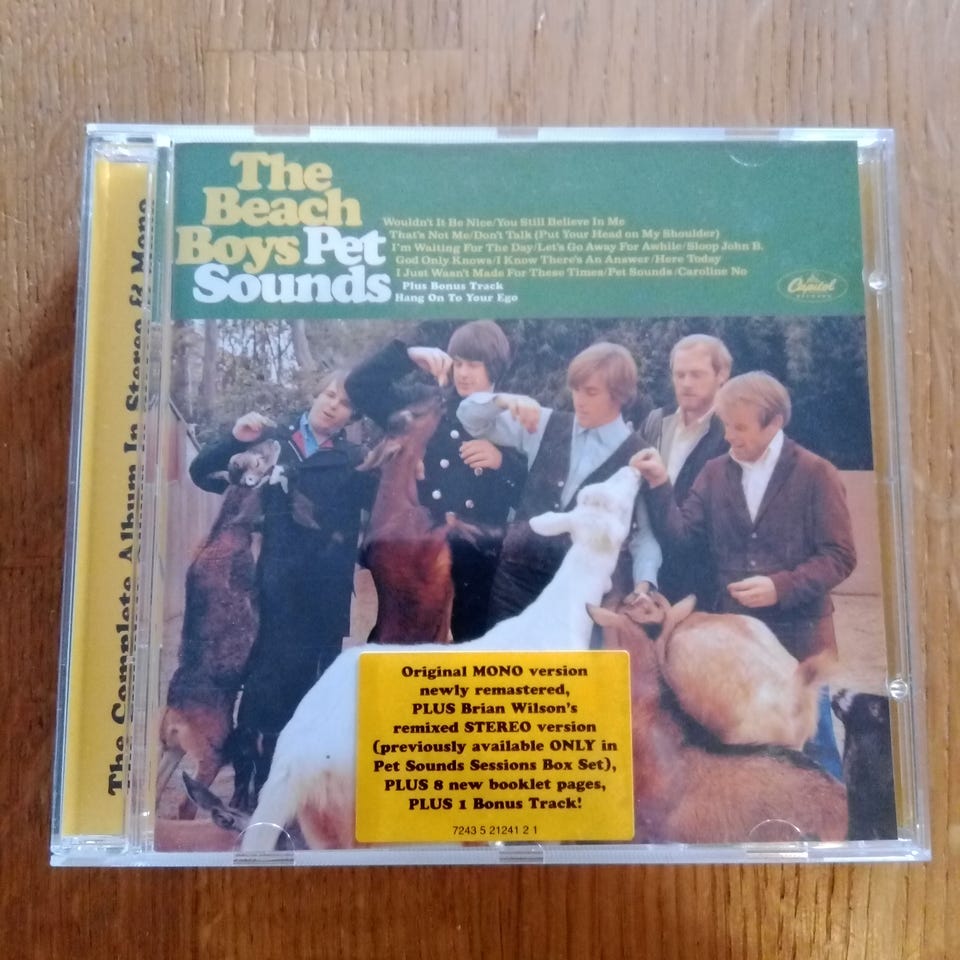 The
Beach
Boys Pet
Sounds
Wouldn't It Be Nice/You Still Believe In Me
That's Not Me/Don't Talk (Put Your Head on My Shoulder)
I'm Waiting For The Day/Let's Go Away For Awhile/Sloop John B.
God Only Knows/I Know There's An Answer/Here Today
I Just Wasn't Made For These Times/Pet Sounds/Caroline No
Plus Bonus Track
Hang On To Your Ego
Capitol
RECORDS
The Complete Album In Stereo & Mono
Original MONO version
newly remastered,
PLUS Brian Wilson's
remixed STEREO version
(previously available ONLY in
Pet Sounds Sessions Box Set),
PLUS 8 new booklet pages,
PLUS 1 Bonus Track!
7243 5 21241 2 1